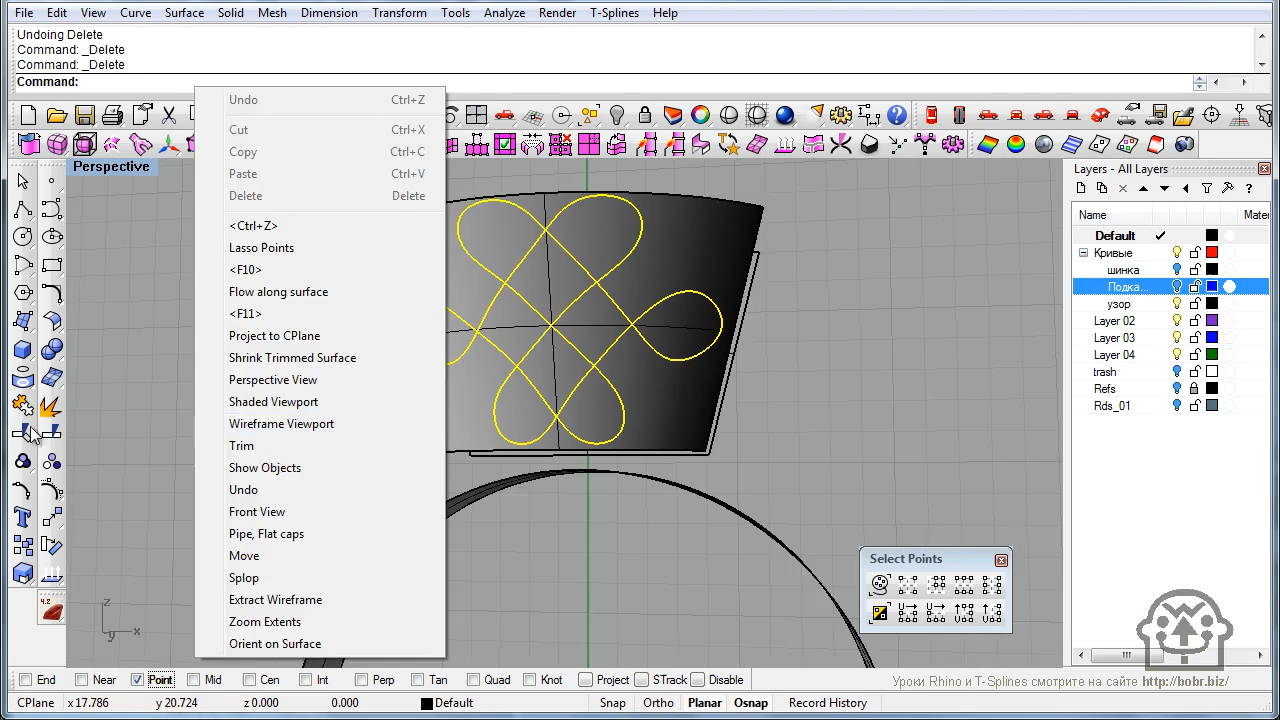 File Edit View Curve Surface Solid Mesh Dimension Transform Tools Analyze Render T-Splines Help
Undoing Delete
Command: _Delete
Command: _Delete
Command:
Undo Ctrl+Z
Cut Ctrl+X
Copy Ctrl+C
Paste Ctrl+V
Delete Delete
<Ctrl+Z>
Lasso Points
<F10>
Flow along surface
<F11>
Project to CPlane
Shrink Trimmed Surface
Perspective View
Shaded Viewport
Wireframe Viewport
Trim
Show Objects
Undo
Front View
Pipe, Flat caps
Move
Splop
Extract Wireframe
Zoom Extents
Orient on Surface
Perspective
z
x
y
4.2
Select Points
Layers - All Layers
Name Mater
Default
Кривые
шинка
Подка...
узор
Layer 02
Layer 03
Layer 04
trash
Refs
Rds_01
Уроки Rhino и T-Splines смотрите на сайте http://bobr.biz/
End Near Point Mid Cen Int Perp Tan Quad Knot Project STrack Disable
CPlane x 17.786 y 20.724 z 0.000 0.000 Default Snap Ortho Planar Osnap Record History